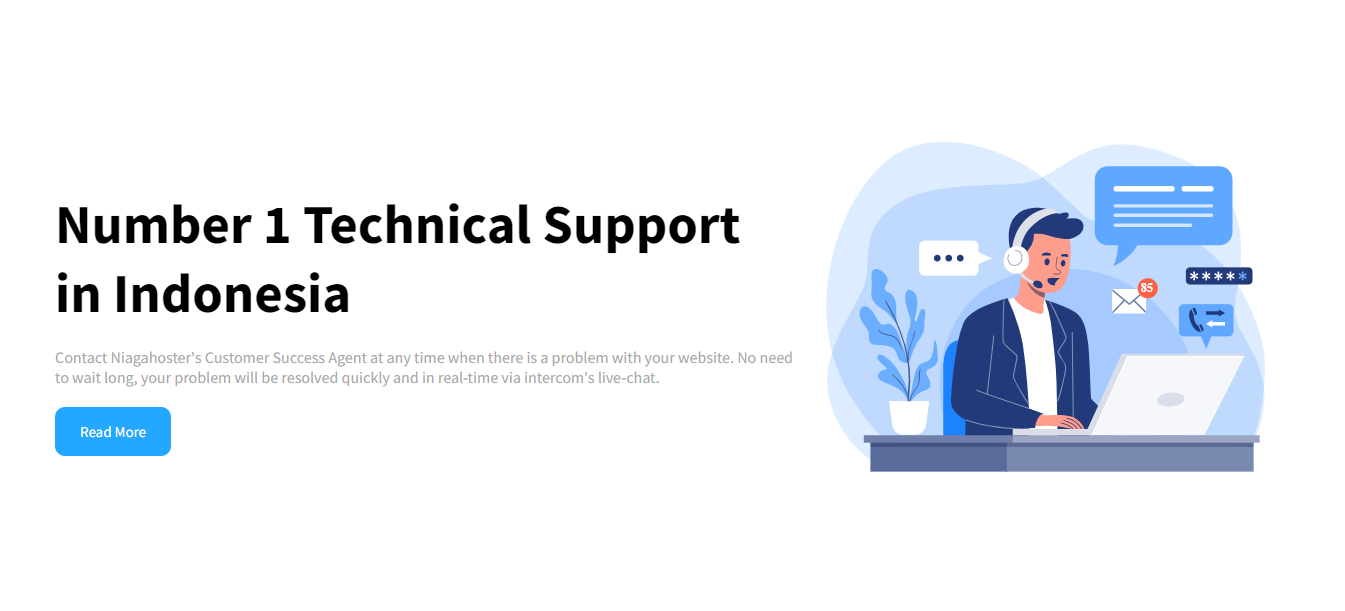 Number 1 Technical Support
in Indonesia
Contact Niagahoster's Customer Success Agent at any time when there is a problem with your website. No need
to wait long, your problem will be resolved quickly and in real-time via intercom's live-chat.
Read More
85
*****